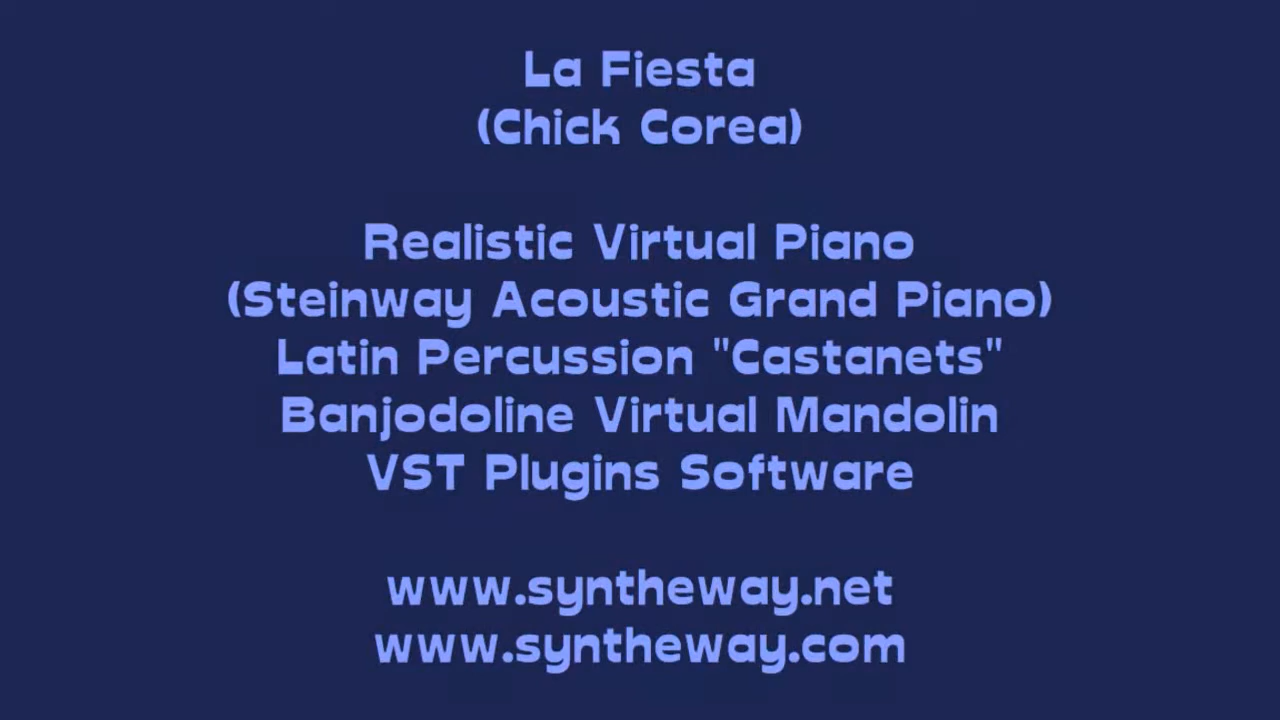 La Fiesta
(Chick Corea)
Realistic Virtual Piano
(Steinway Acoustic Grand Piano)
Latin Percussion "Castanets"
Banjodoline Virtual Mandolin
VST Plugins Software
www.syntheway.net
www.syntheway.com